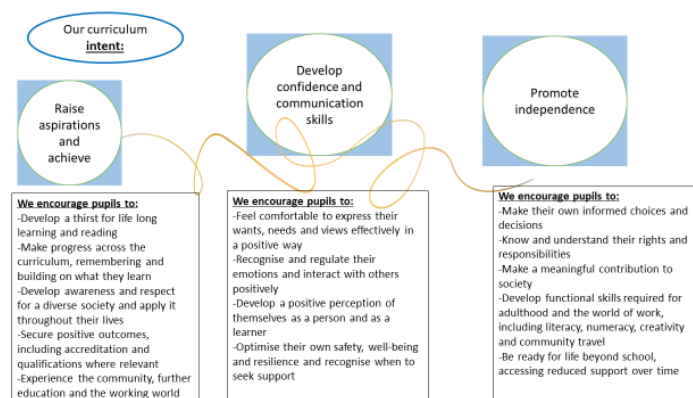 Our curriculum
intent:
Raise
aspirations
and
achieve
Develop
confidence and
communication
skills
Promote
independence
We encourage pupils to:
-Develop a thirst for life long
learning and reading
-Make progress across the
curriculum, remembering and
building on what they learn
-Develop awareness and respect
for a diverse society and apply it
throughout their lives
-Secure positive outcomes,
including accreditation and
qualifications where relevant
-Experience the community, further
education and the working world
We encourage pupils to:
-Feel comfortable to express their
wants, needs and views effectively in
a positive way
-Recognise and regulate their
emotions and interact with others
positively
-Develop a positive perception of
themselves as a person and as a
learner
-Optimise their own safety, well-being
and resilience and recognise when to
seek support
We encourage pupils to:
-Make their own informed choices and
decisions
-Know and understand their rights and
responsibilities
-Make a meaningful contribution to
society
-Develop functional skills required for
adulthood and the world of work,
including literacy, numeracy, creativity
and community travel
-Be ready for life beyond school,
accessing reduced support over time